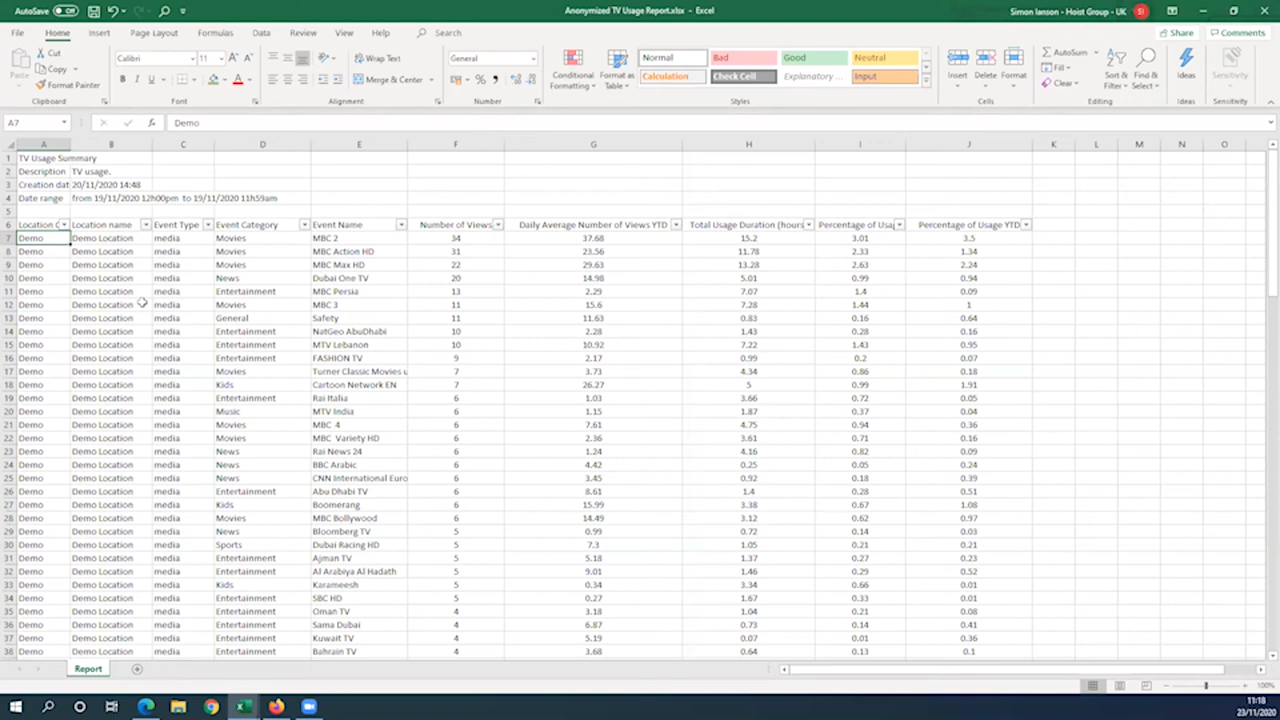 AutoSave Off Anonymized TV Usage Report.xlsx - Excel Simon Ianson - Hoist Group - UK SI
File Home Insert Page Layout Formulas Data Review View Help Search Share Comments
Paste Cut Copy Format Painter Clipboard
Calibri 11 B I U Font
Wrap Text Merge & Center Alignment
General % Number
Conditional Formatting Format as Table
Normal Bad Good Neutral
Calculation Check Cell Explanatory ... Input
Styles
Insert Delete Format Cells
AutoSum Fill Clear Sort & Filter Find & Select Editing
Ideas Ideas
Sensitivity Sensitivity
A7 fx Demo
A B C D E F G H I J K L M N O
1 TV Usage Summary
2 Description TV usage.
3 Creation dat 20/11/2020 14:48
4 Date range from 19/11/2020 12h00pm to 19/11/2020 11h59am
5
6 Location C Location name Event Type Event Category Event Name Number of Views Daily Average Number of Views YTD Total Usage Duration (hours Percentage of Usag Percentage of Usage YTD
7 Demo Demo Location media Movies MBC 2 34 37.68 15.2 3.01 3.5
8 Demo Demo Location media Movies MBC Action HD 31 23.56 11.78 2.33 1.34
9 Demo Demo Location media Movies MBC Max HD 22 29.63 13.28 2.63 2.24
10 Demo Demo Location media News Dubai One TV 20 14.98 5.01 0.99 0.94
11 Demo Demo Location media Entertainment MBC Persia 13 2.29 7.07 1.4 0.09
12 Demo Demo Location media Movies MBC 3 11 15.6 7.28 1.44 1
13 Demo Demo Location media General Safety 11 11.63 0.83 0.16 0.64
14 Demo Demo Location media Entertainment NatGeo AbuDhabi 10 2.28 1.43 0.28 0.16
15 Demo Demo Location media Entertainment MTV Lebanon 10 10.92 7.22 1.43 0.95
16 Demo Demo Location media Entertainment FASHION TV 9 2.17 0.99 0.2 0.07
17 Demo Demo Location media Movies Turner Classic Movies u 7 3.73 4.34 0.86 0.18
18 Demo Demo Location media Kids Cartoon Network EN 7 26.27 5 0.99 1.91
19 Demo Demo Location media Entertainment Rai Italia 6 1.03 3.66 0.72 0.05
20 Demo Demo Location media Music MTV India 6 1.15 1.87 0.37 0.04
21 Demo Demo Location media Movies MBC 4 6 7.61 4.75 0.94 0.36
22 Demo Demo Location media Movies MBC Variety HD 6 2.36 3.61 0.71 0.16
23 Demo Demo Location media News Rai News 24 6 1.24 4.16 0.82 0.09
24 Demo Demo Location media News BBC Arabic 6 4.42 0.25 0.05 0.24
25 Demo Demo Location media News CNN International Euro 6 3.45 0.92 0.18 0.39
26 Demo Demo Location media Entertainment Abu Dhabi TV 6 8.61 1.4 0.28 0.51
27 Demo Demo Location media Kids Boomerang 6 15.99 3.38 0.67 1.08
28 Demo Demo Location media Movies MBC Bollywood 6 14.49 3.12 0.62 0.97
29 Demo Demo Location media News Bloomberg TV 5 0.99 0.72 0.14 0.03
30 Demo Demo Location media Sports Dubai Racing HD 5 7.3 1.05 0.21 0.21
31 Demo Demo Location media Entertainment Ajman TV 5 5.18 1.37 0.27 0.23
32 Demo Demo Location media Entertainment Al Arabiya Al Hadath 5 9.01 1.46 0.29 0.52
33 Demo Demo Location media Kids Karameesh 5 0.34 3.34 0.66 0.01
34 Demo Demo Location media Entertainment SBC HD 5 0.27 1.67 0.33 0.01
35 Demo Demo Location media Entertainment Oman TV 4 3.18 1.04 0.21 0.08
36 Demo Demo Location media Entertainment Sama Dubai 4 6.87 0.73 0.14 0.41
37 Demo Demo Location media Entertainment Kuwait TV 4 5.19 0.07 0.01 0.36
38 Demo Demo Location media Entertainment Bahrain TV 4 3.68 0.64 0.13 0.1
Report
100%
11:18
23/11/2020